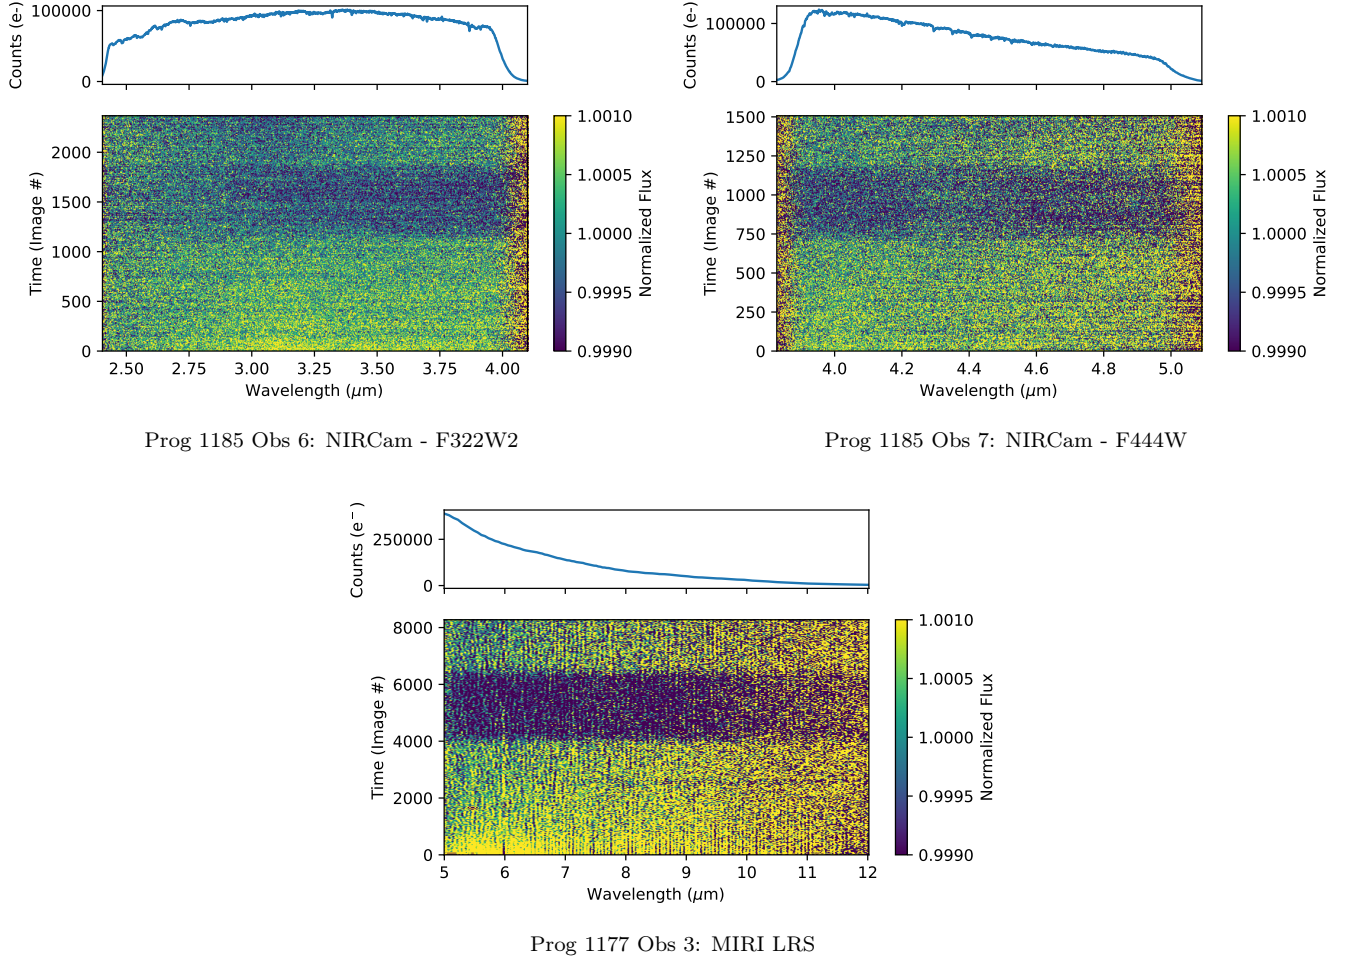 Counts (e-)
100000
0
Time (Image #)
2000
1500
1000
500
0
2.50 2.75 3.00 3.25 3.50 3.75 4.00
Wavelength (μm)
1.0010
1.0005
1.0000
0.9995
0.9990
Normalized Flux
Prog 1185 Obs 6: NIRCam - F322W2
Counts (e-)
100000
0
Time (Image #)
1500
1250
1000
750
500
250
0
4.0 4.2 4.4 4.6 4.8 5.0
Wavelength (μm)
1.0010
1.0005
1.0000
0.9995
0.9990
Normalized Flux
Prog 1185 Obs 7: NIRCam - F444W
Counts (e⁻)
250000
0
Time (Image #)
8000
6000
4000
2000
0
5 6 7 8 9 10 11 12
Wavelength (μm)
1.0010
1.0005
1.0000
0.9995
0.9990
Normalized Flux
Prog 1177 Obs 3: MIRI LRS